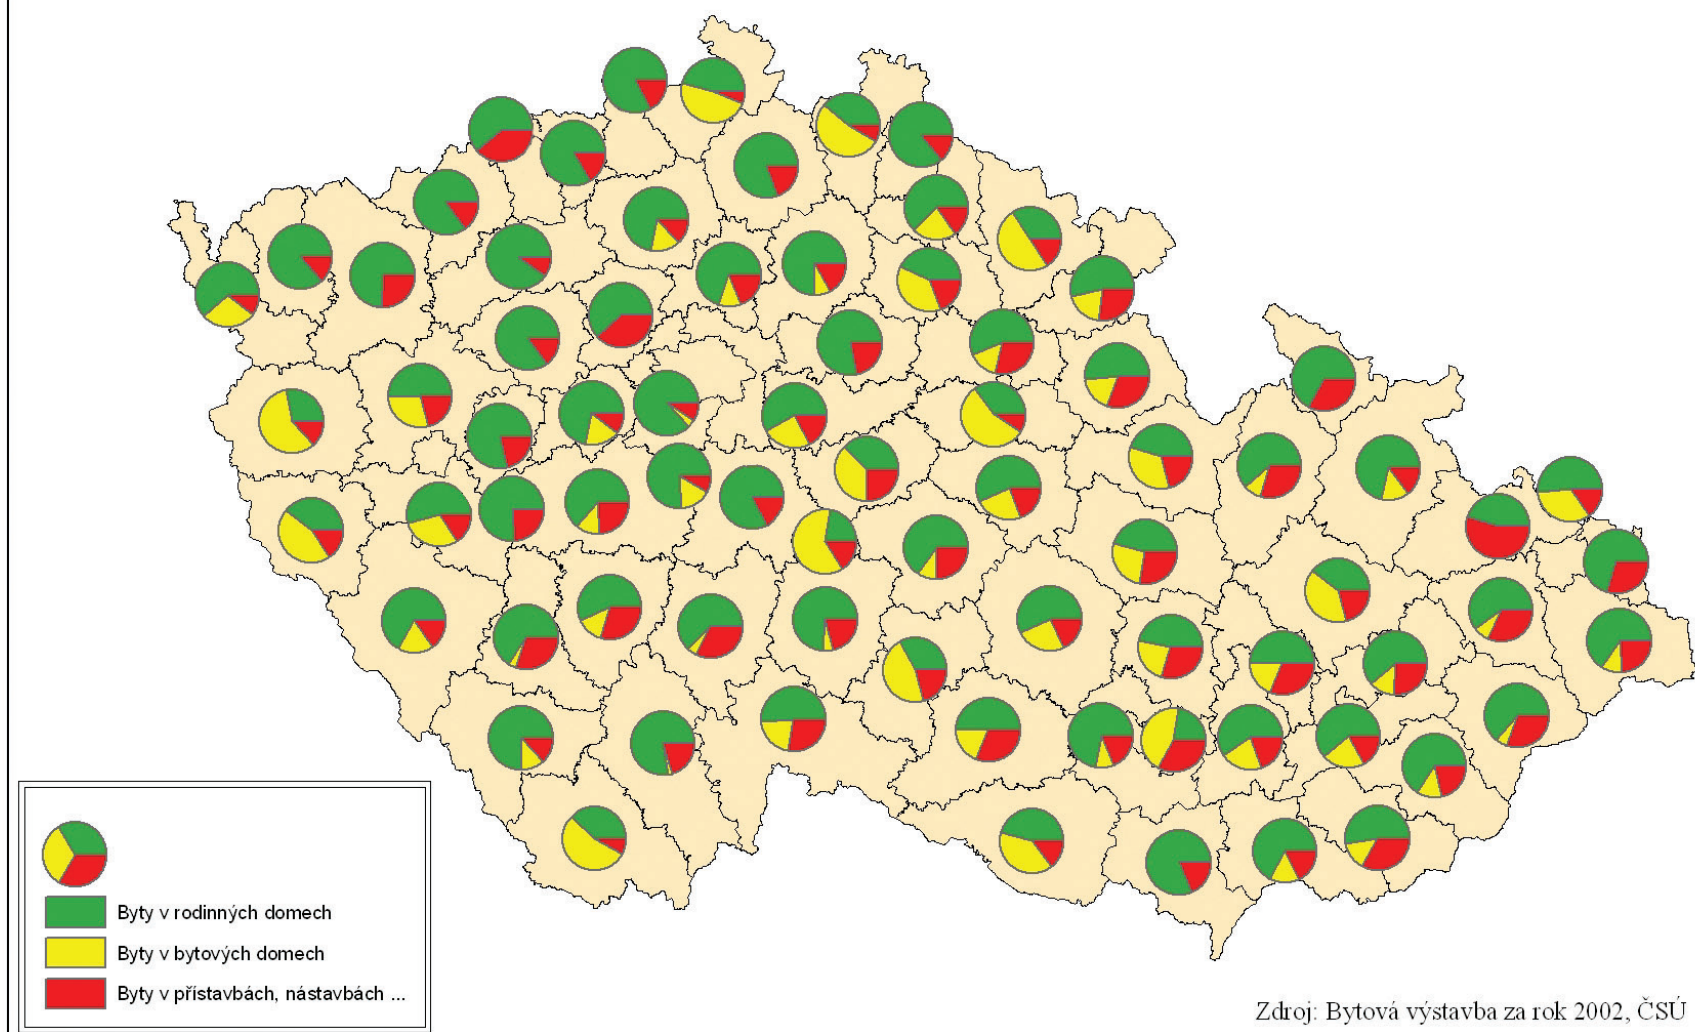 Byty v rodinných domech
Byty v bytových domech
Byty v přístavbách, nástavbách ...
Zdroj: Bytová výstavba za rok 2002, ČSÚ